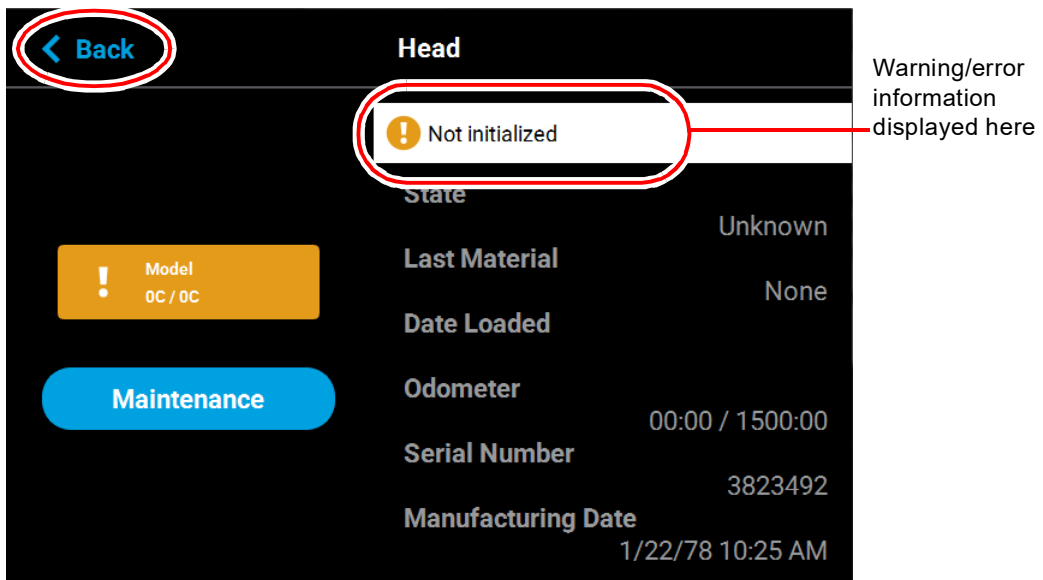 Back
Head
Warning/error
information
displayed here
! Not initialized
State
Unknown
! Model
0C / 0C
Last Material
None
Date Loaded
Maintenance
Odometer
00:00 / 1500:00
Serial Number
3823492
Manufacturing Date
1/22/78 10:25 AM